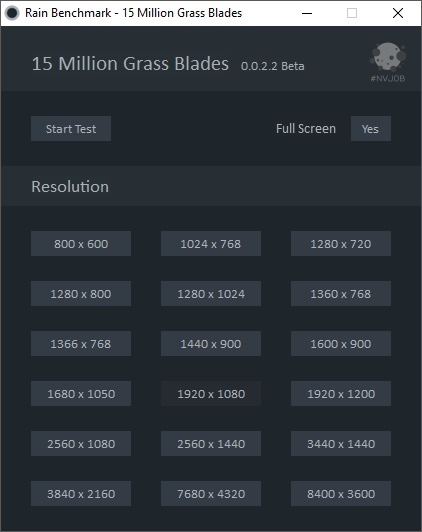 Rain Benchmark - 15 Million Grass Blades
15 Million Grass Blades 0.0.2.2 Beta
#NVJOB
Start Test Full Screen Yes
Resolution
800 x 600 1024 x 768 1280 x 720
1280 x 800 1280 x 1024 1360 x 768
1366 x 768 1440 x 900 1600 x 900
1680 x 1050 1920 x 1080 1920 x 1200
2560 x 1080 2560 x 1440 3440 x 1440
3840 x 2160 7680 x 4320 8400 x 3600